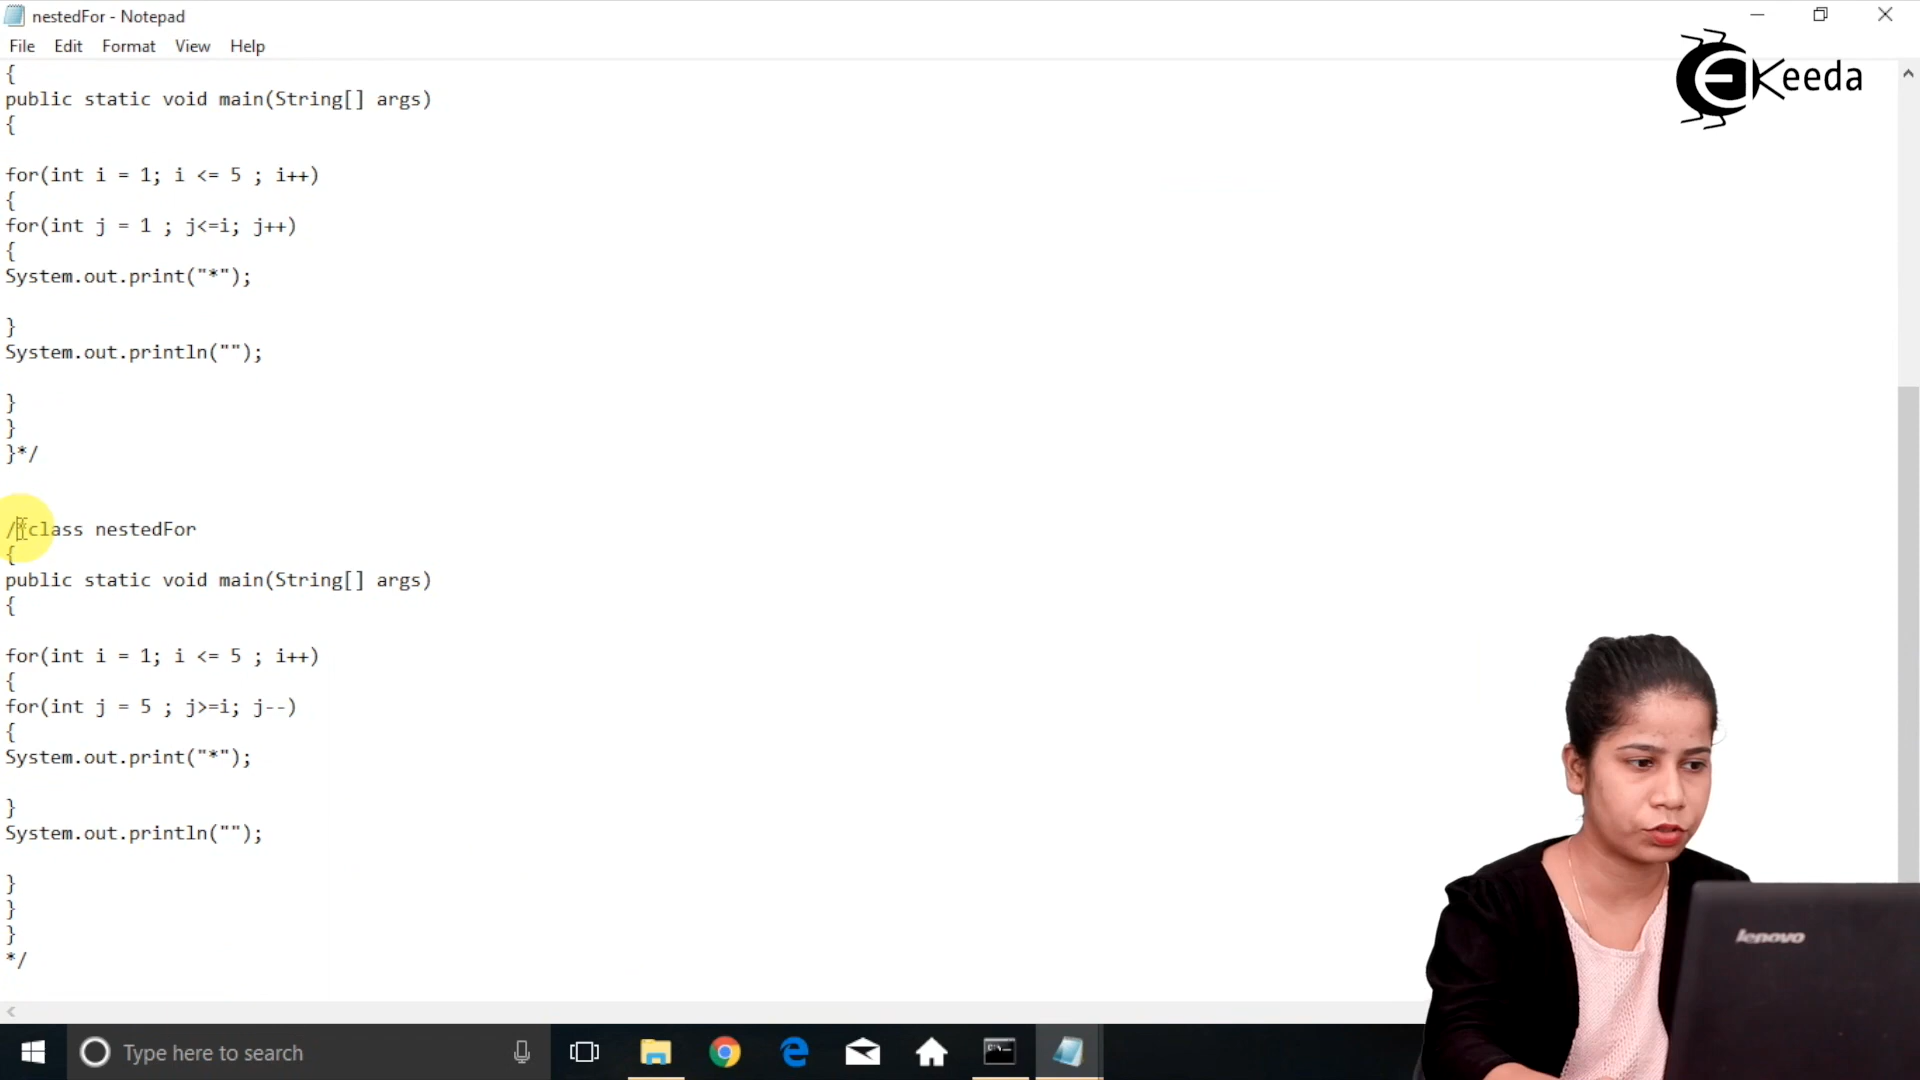 nestedFor - Notepad
File Edit Format View Help
Keeda
{
public static void main(String[] args)
{
for(int i = 1; i <= 5 ; i++)
{
for(int j = 1 ; j<=i; j++)
{
System.out.print("*");
}
System.out.println("");
}
}
}*/
/*class nestedFor
{
public static void main(String[] args)
{
for(int i = 1; i <= 5 ; i++)
{
for(int j = 5 ; j>=i; j--)
{
System.out.print("*");
}
System.out.println("");
}
}
}
*/
lenovo
Type here to search